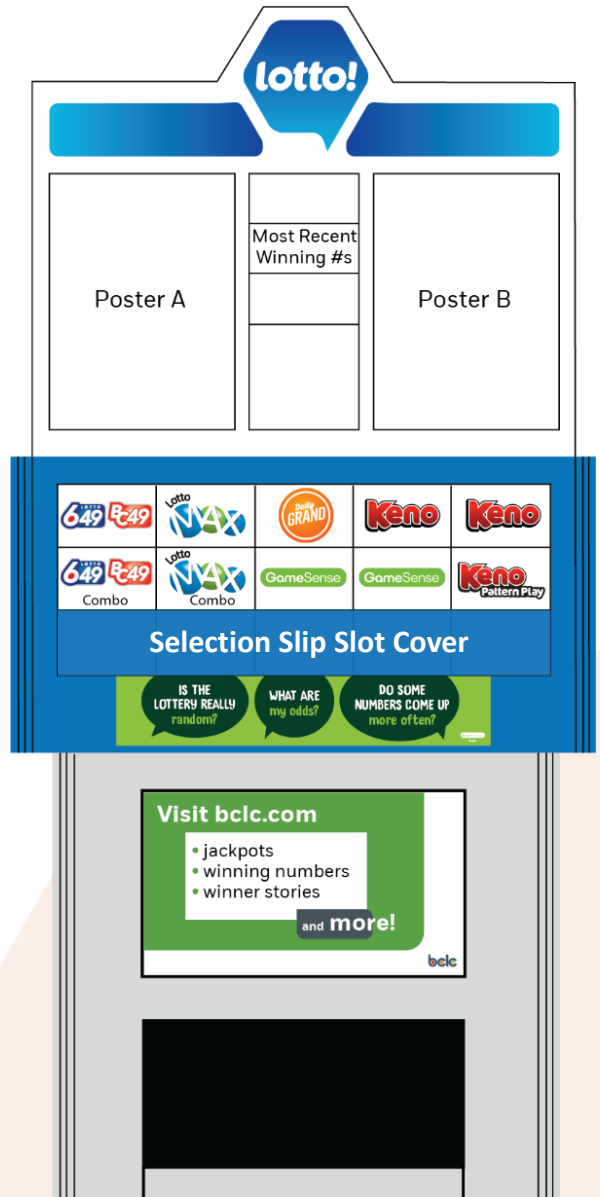 lotto!
Most Recent
Winning #s
Poster A
Poster B
LOTTO 649 BC49
Lotto MAX
Daily GRAND
Keno
Keno
LOTTO 649 BC49
Combo
Lotto MAX
Combo
GameSense
GameSense
Keno
Pattern Play
Selection Slip Slot Cover
IS THE
LOTTERY REALLY
random?
WHAT ARE
my odds?
DO SOME
NUMBERS COME UP
more often?
Visit bclc.com
• jackpots
• winning numbers
• winner stories
and more!
bclc